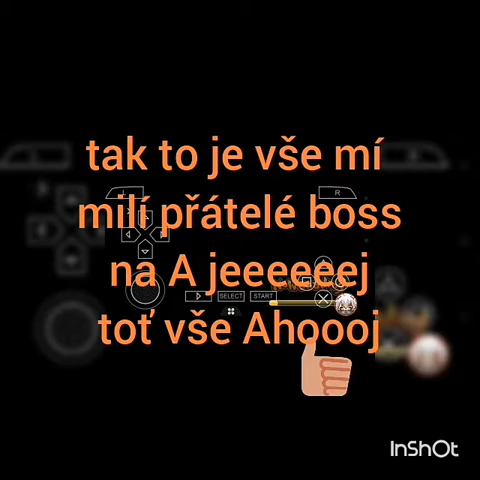 tak to je vše mí
milí přátelé boss
na A jeeeeeej
toť vše Ahoooj
L
R
SELECT
START
InShOt